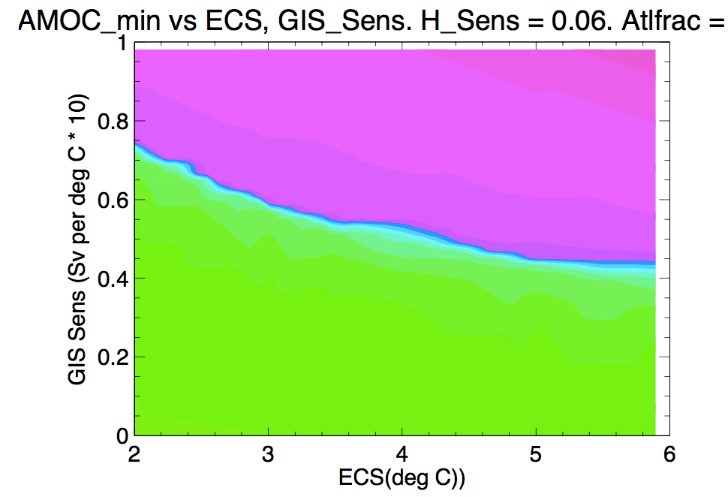 AMOC_min vs ECS, GIS_Sens. H_Sens = 0.06. Atlfrac =
1
0.8
0.6
0.4
0.2
0
GIS Sens (Sv per deg C * 10)
2 3 4 5 6
ECS(deg C))